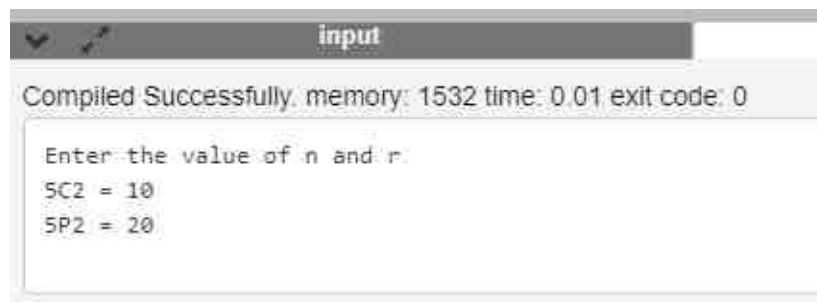 input
Compiled Successfully. memory: 1532 time: 0.01 exit code: 0
Enter the value of n and r
5C2 = 10
5P2 = 20